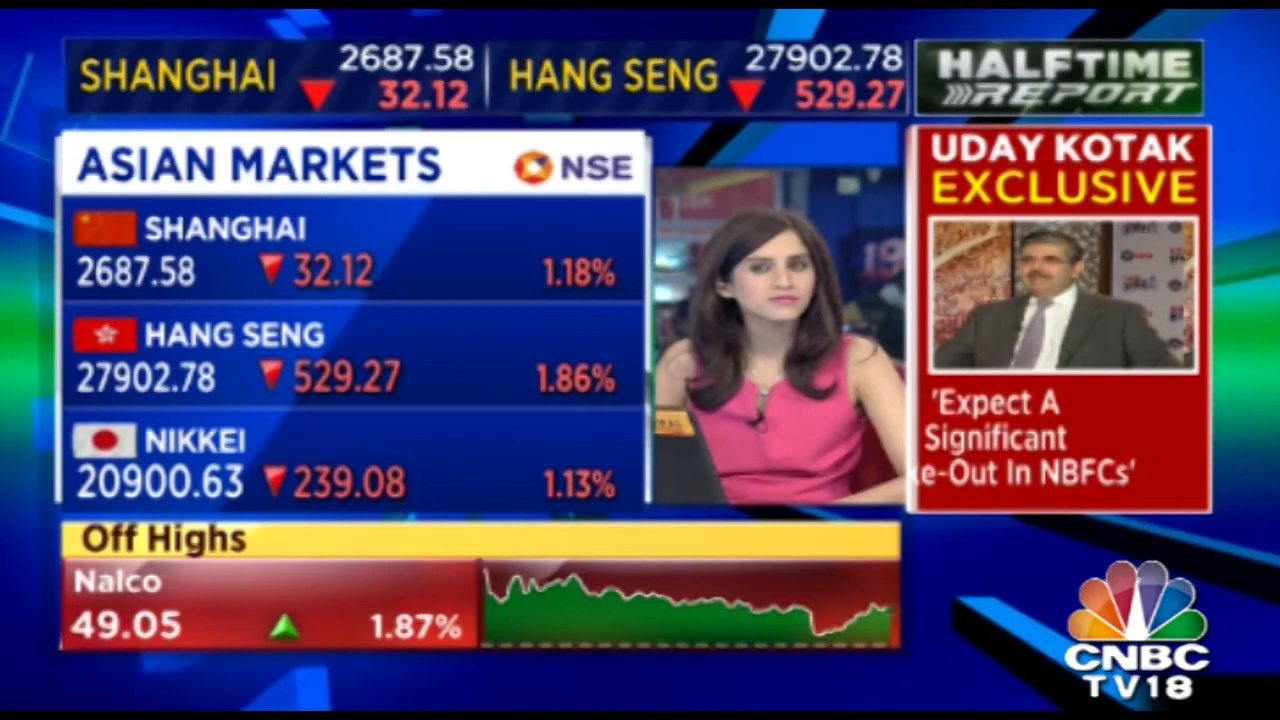 SHANGHAI 2687.58 ▼ 32.12
HANG SENG 27902.78 ▼ 529.27
HALFTIME
REPORT
ASIAN MARKETS NSE
SHANGHAI
2687.58 ▼ 32.12 1.18%
HANG SENG
27902.78 ▼ 529.27 1.86%
NIKKEI
20900.63 ▼ 239.08 1.13%
UDAY KOTAK
EXCLUSIVE
'Expect A
Significant
e-Out In NBFCs'
Off Highs
Nalco
49.05 ▲ 1.87%
CNBC
TV18